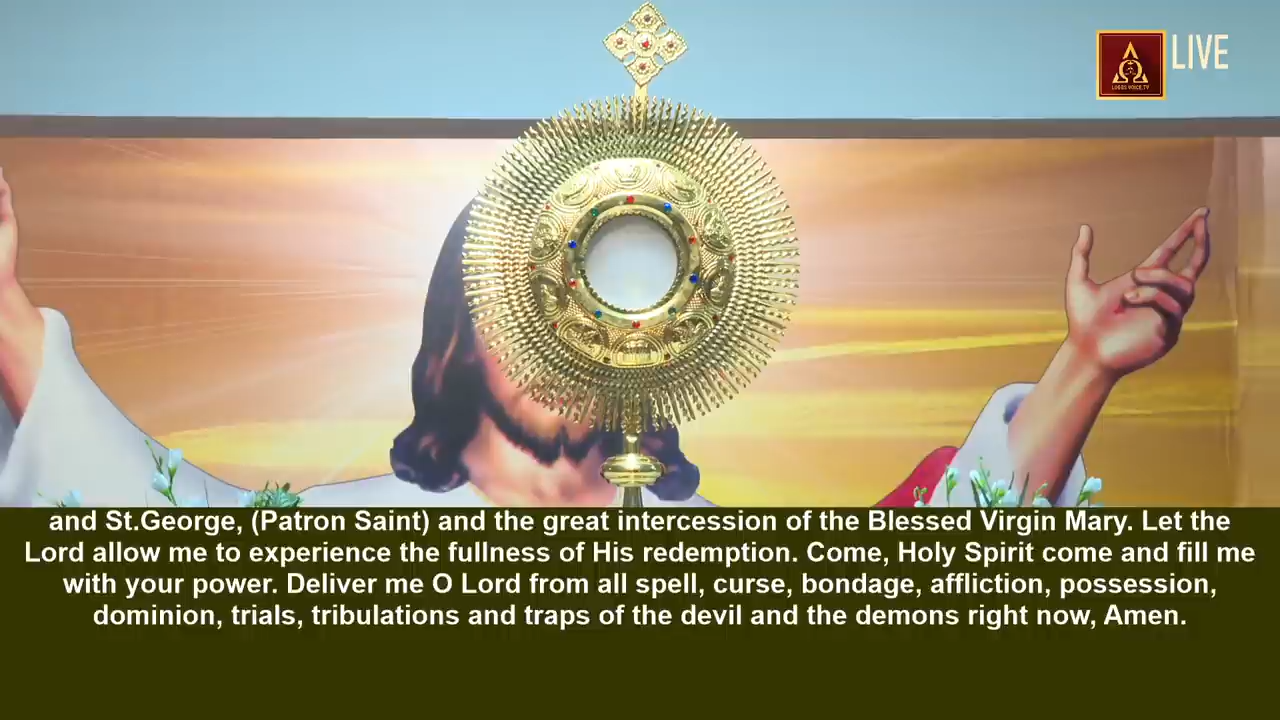 LIVE
LOGOS VOICE.TV
and St.George, (Patron Saint) and the great intercession of the Blessed Virgin Mary. Let the
Lord allow me to experience the fullness of His redemption. Come, Holy Spirit come and fill me
with your power. Deliver me O Lord from all spell, curse, bondage, affliction, possession,
dominion, trials, tribulations and traps of the devil and the demons right now, Amen.